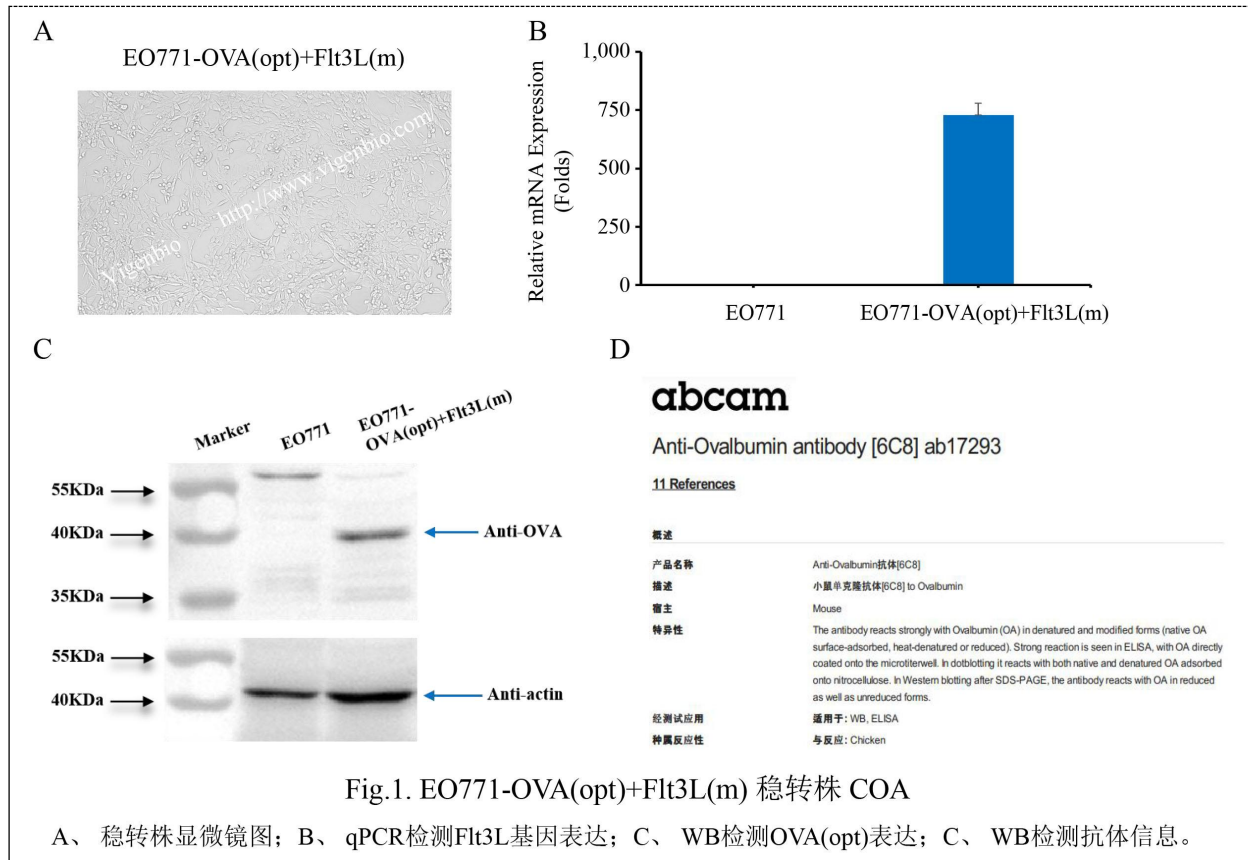 A
EO771-OVA(opt)+Flt3L(m)
Vigenbio http://www.vigenbio.com/
B
Relative mRNA Expression
(Folds)
1,000
750
500
250
0
EO771
EO771-OVA(opt)+Flt3L(m)
C
Marker
EO771
EO771-
OVA(opt)+Flt3L(m)
55KDa
40KDa
35KDa
Anti-OVA
55KDa
40KDa
Anti-actin
D
abcam
Anti-Ovalbumin antibody [6C8] ab17293
11 References
概述
产品名称 Anti-Ovalbumin抗体[6C8]
描述 小鼠单克隆抗体[6C8] to Ovalbumin
宿主 Mouse
特异性 The antibody reacts strongly with Ovalbumin (OA) in denatured and modified forms (native OA
surface-adsorbed, heat-denatured or reduced). Strong reaction is seen in ELISA, with OA directly
coated onto the microtiterwell. In dotblotting it reacts with both native and denatured OA adsorbed
onto nitrocellulose. In Western blotting after SDS-PAGE, the antibody reacts with OA in reduced
as well as unreduced forms.
经测试应用 适用于: WB, ELISA
种属反应性 与反应: Chicken
Fig.1. EO771-OVA(opt)+Flt3L(m) 稳转株 COA
A、 稳转株显微镜图；B、 qPCR检测Flt3L基因表达；C、 WB检测OVA(opt)表达；C、 WB检测抗体信息。